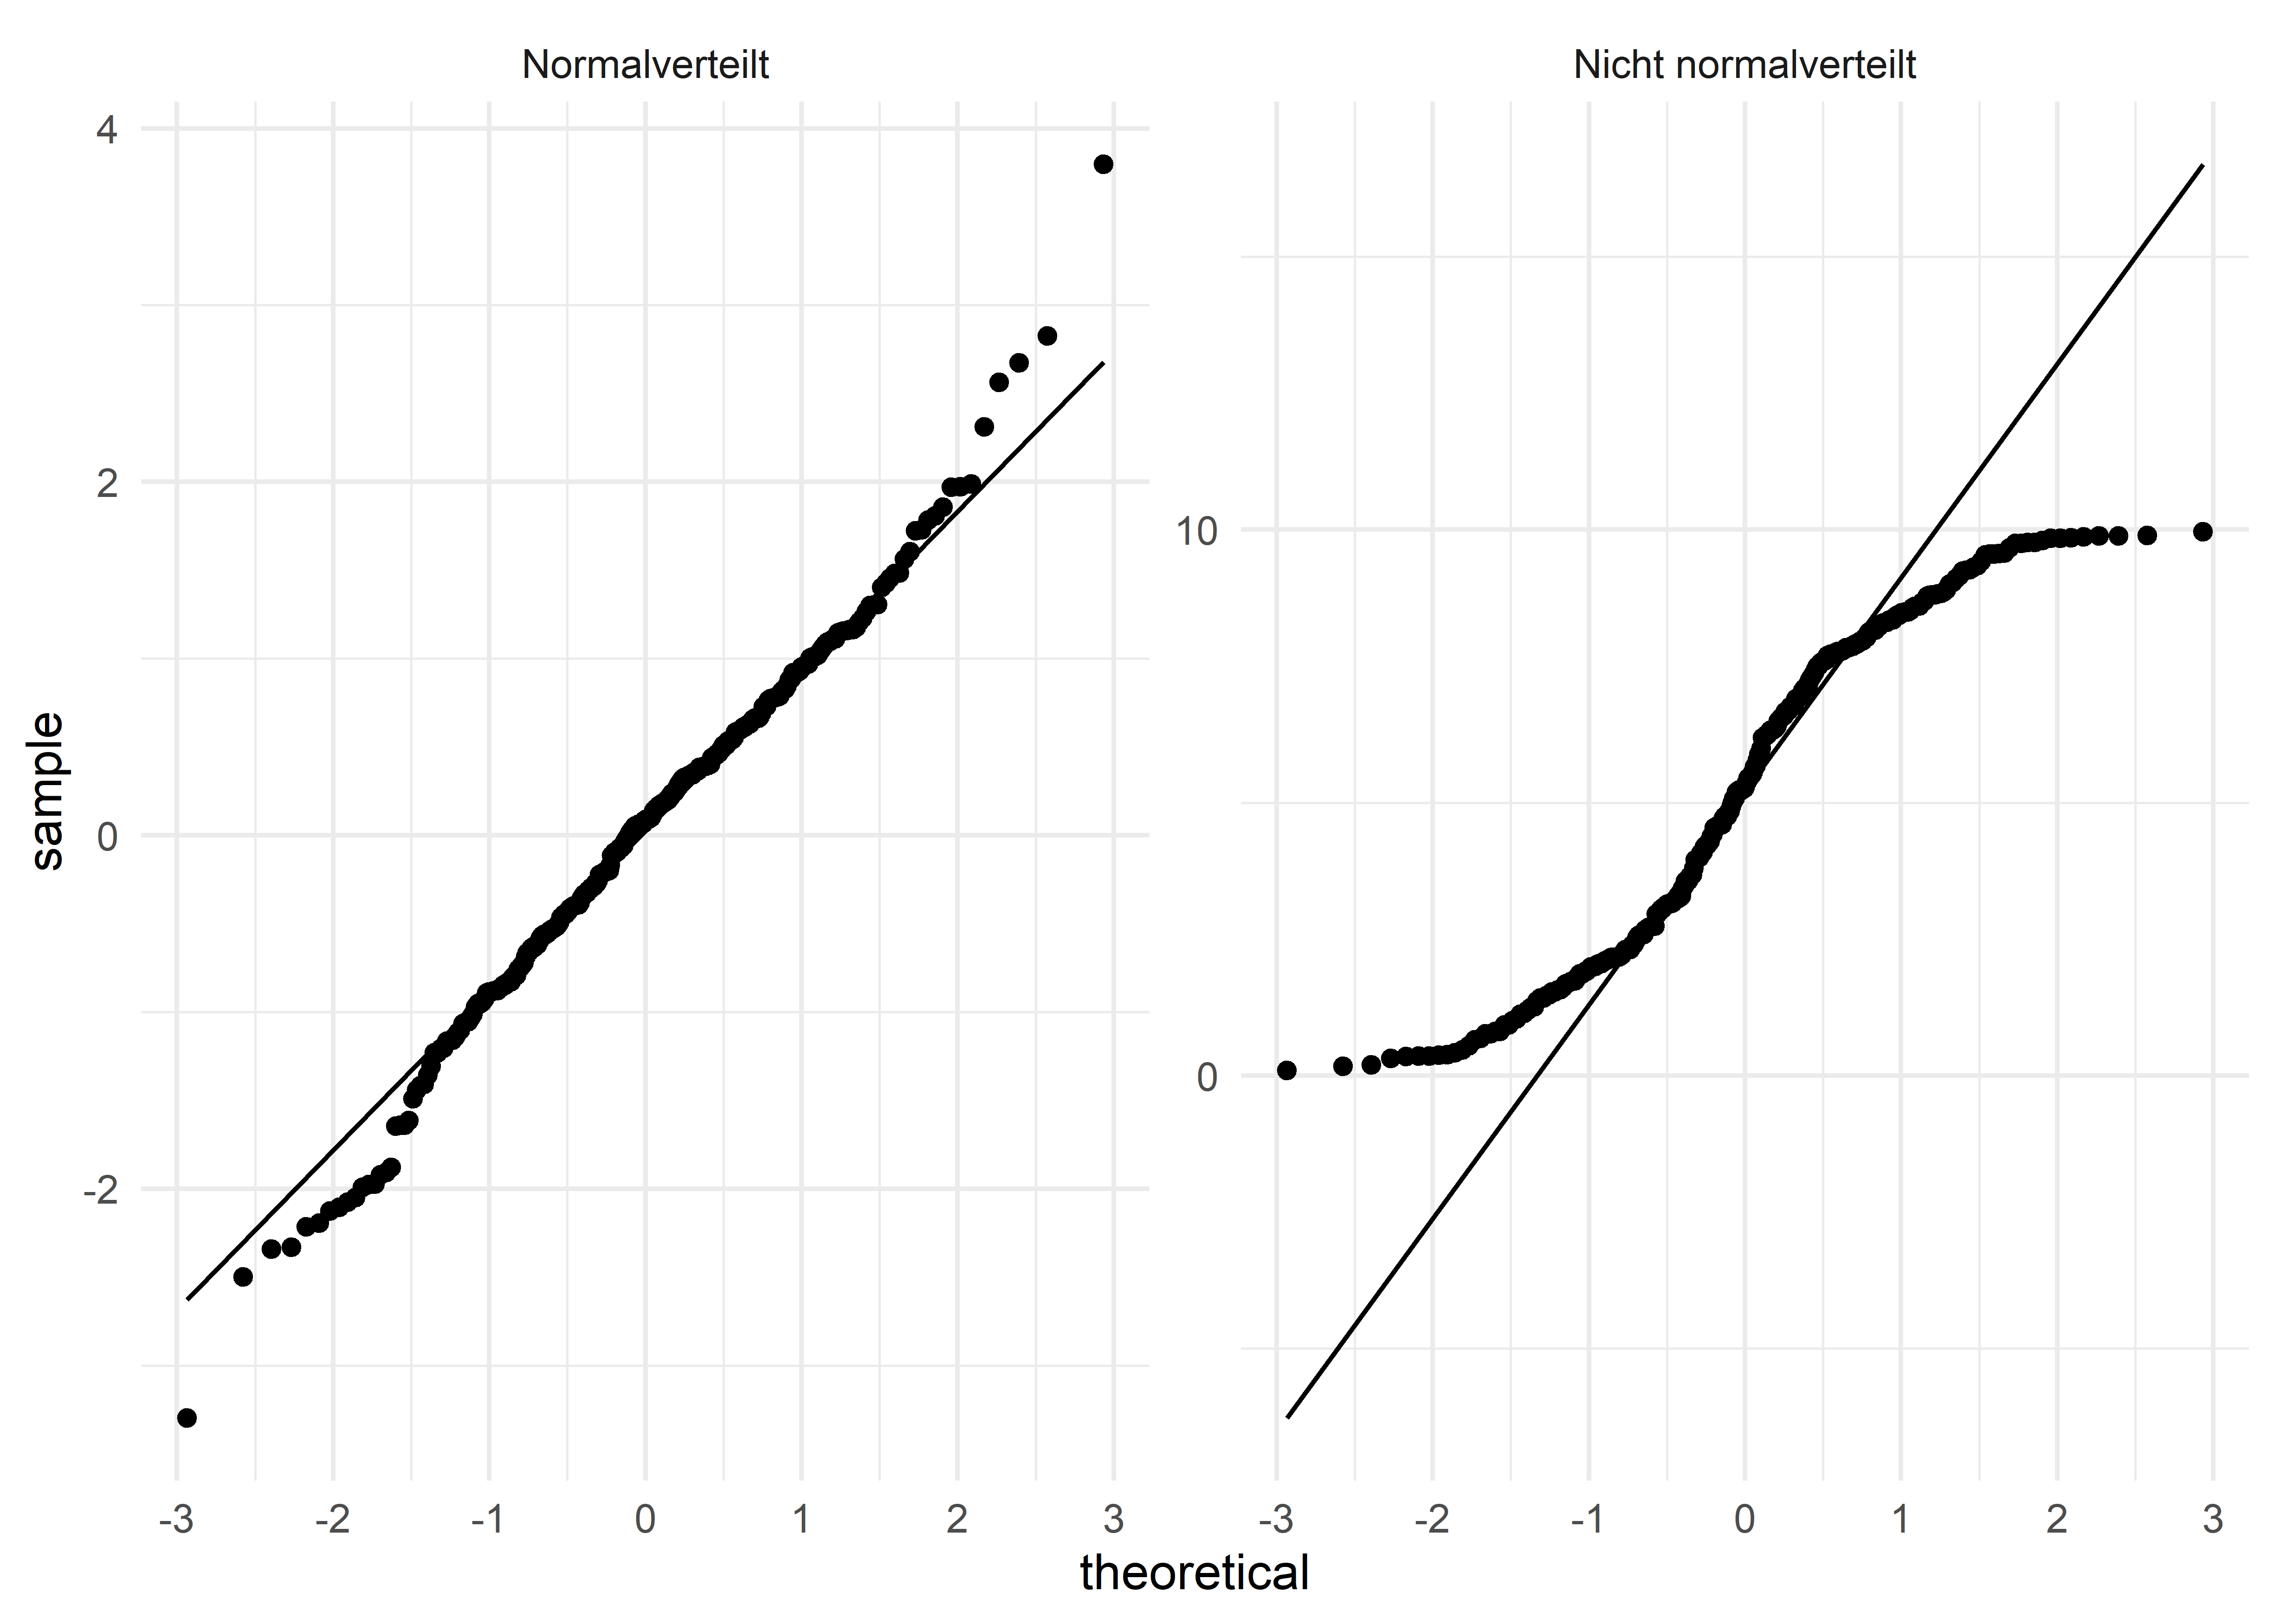 Normalverteilt
Nicht normalverteilt
4
2
0
-2
10
0
sample
-3 -2 -1 0 1 2 3
-3 -2 -1 0 1 2 3
theoretical